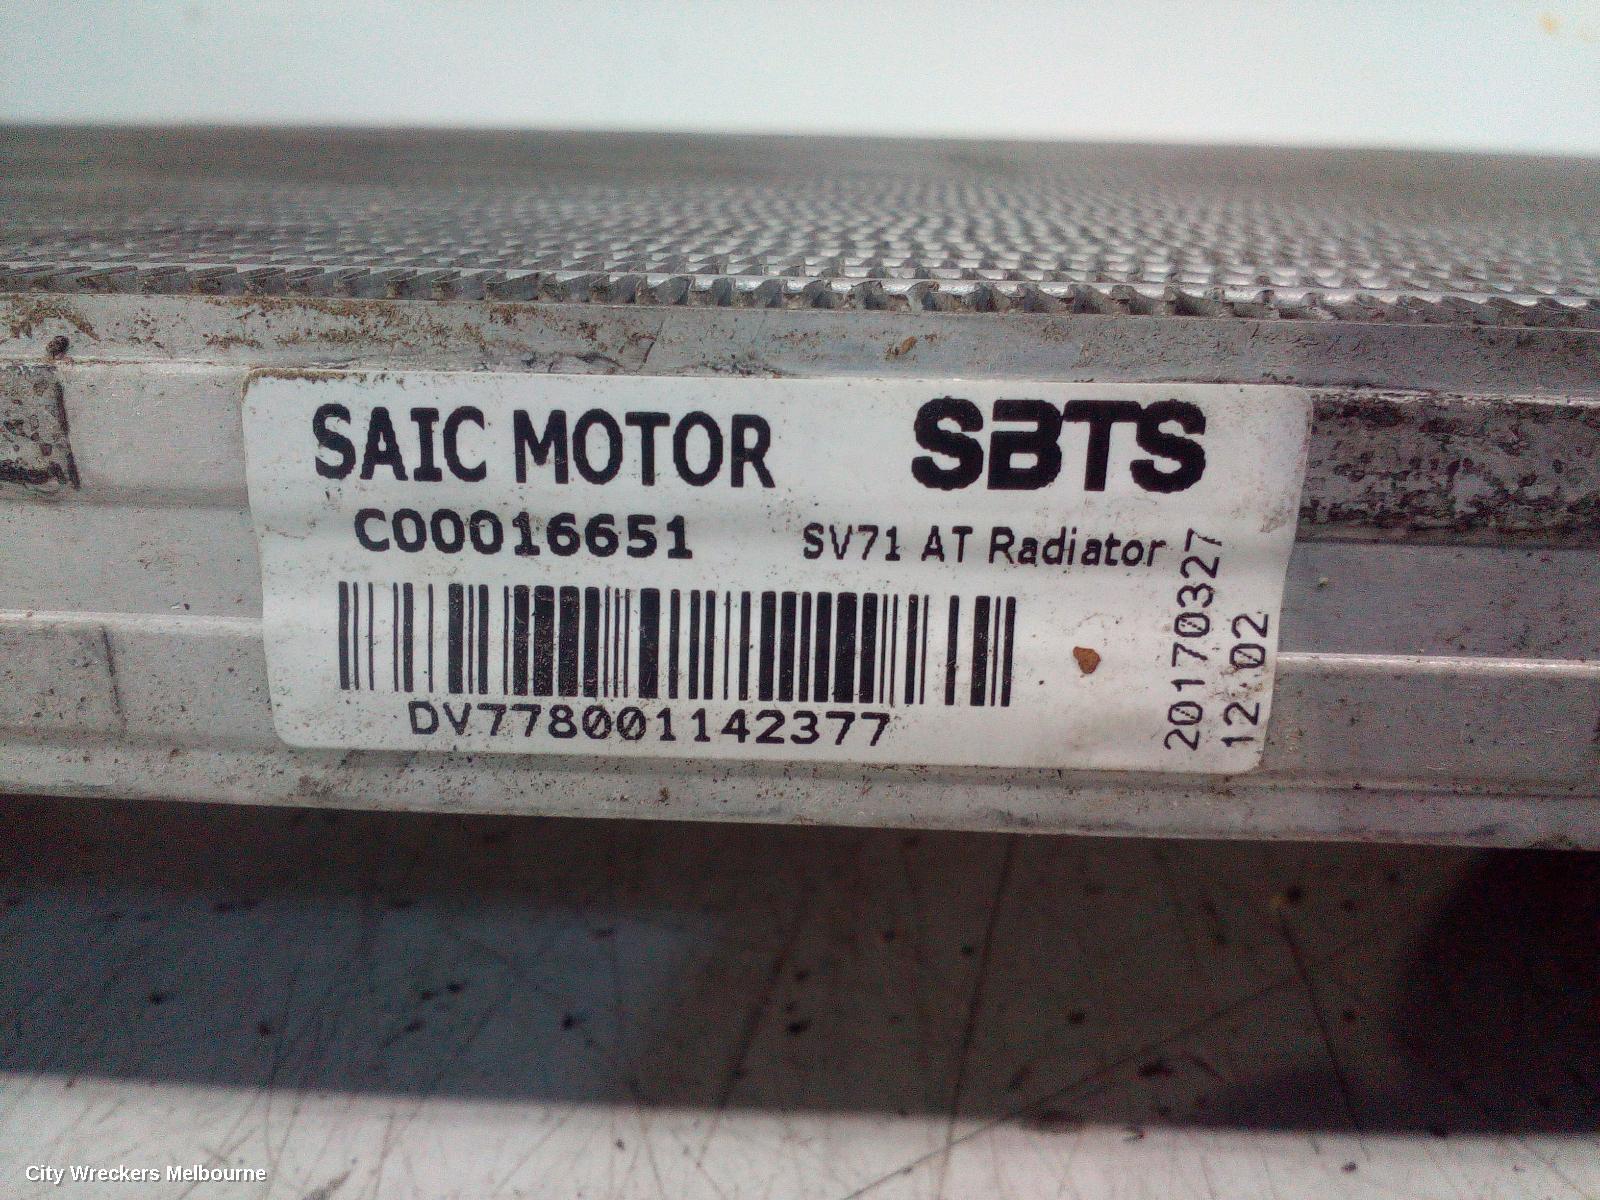 SAIC MOTOR SBTS
C00016651 SV71 AT Radiator
DV778001142377
20170327
12:02
City Wreckers Melbourne